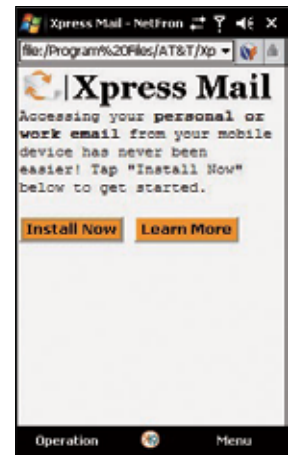 Xpress Mail - NetFron
file:/Program%20Files/AT&T/Xp
Xpress Mail
Accessing your personal or
work email from your mobile
device has never been
easier! Tap "Install Now"
below to get started.
Install Now Learn More
Operation Menu